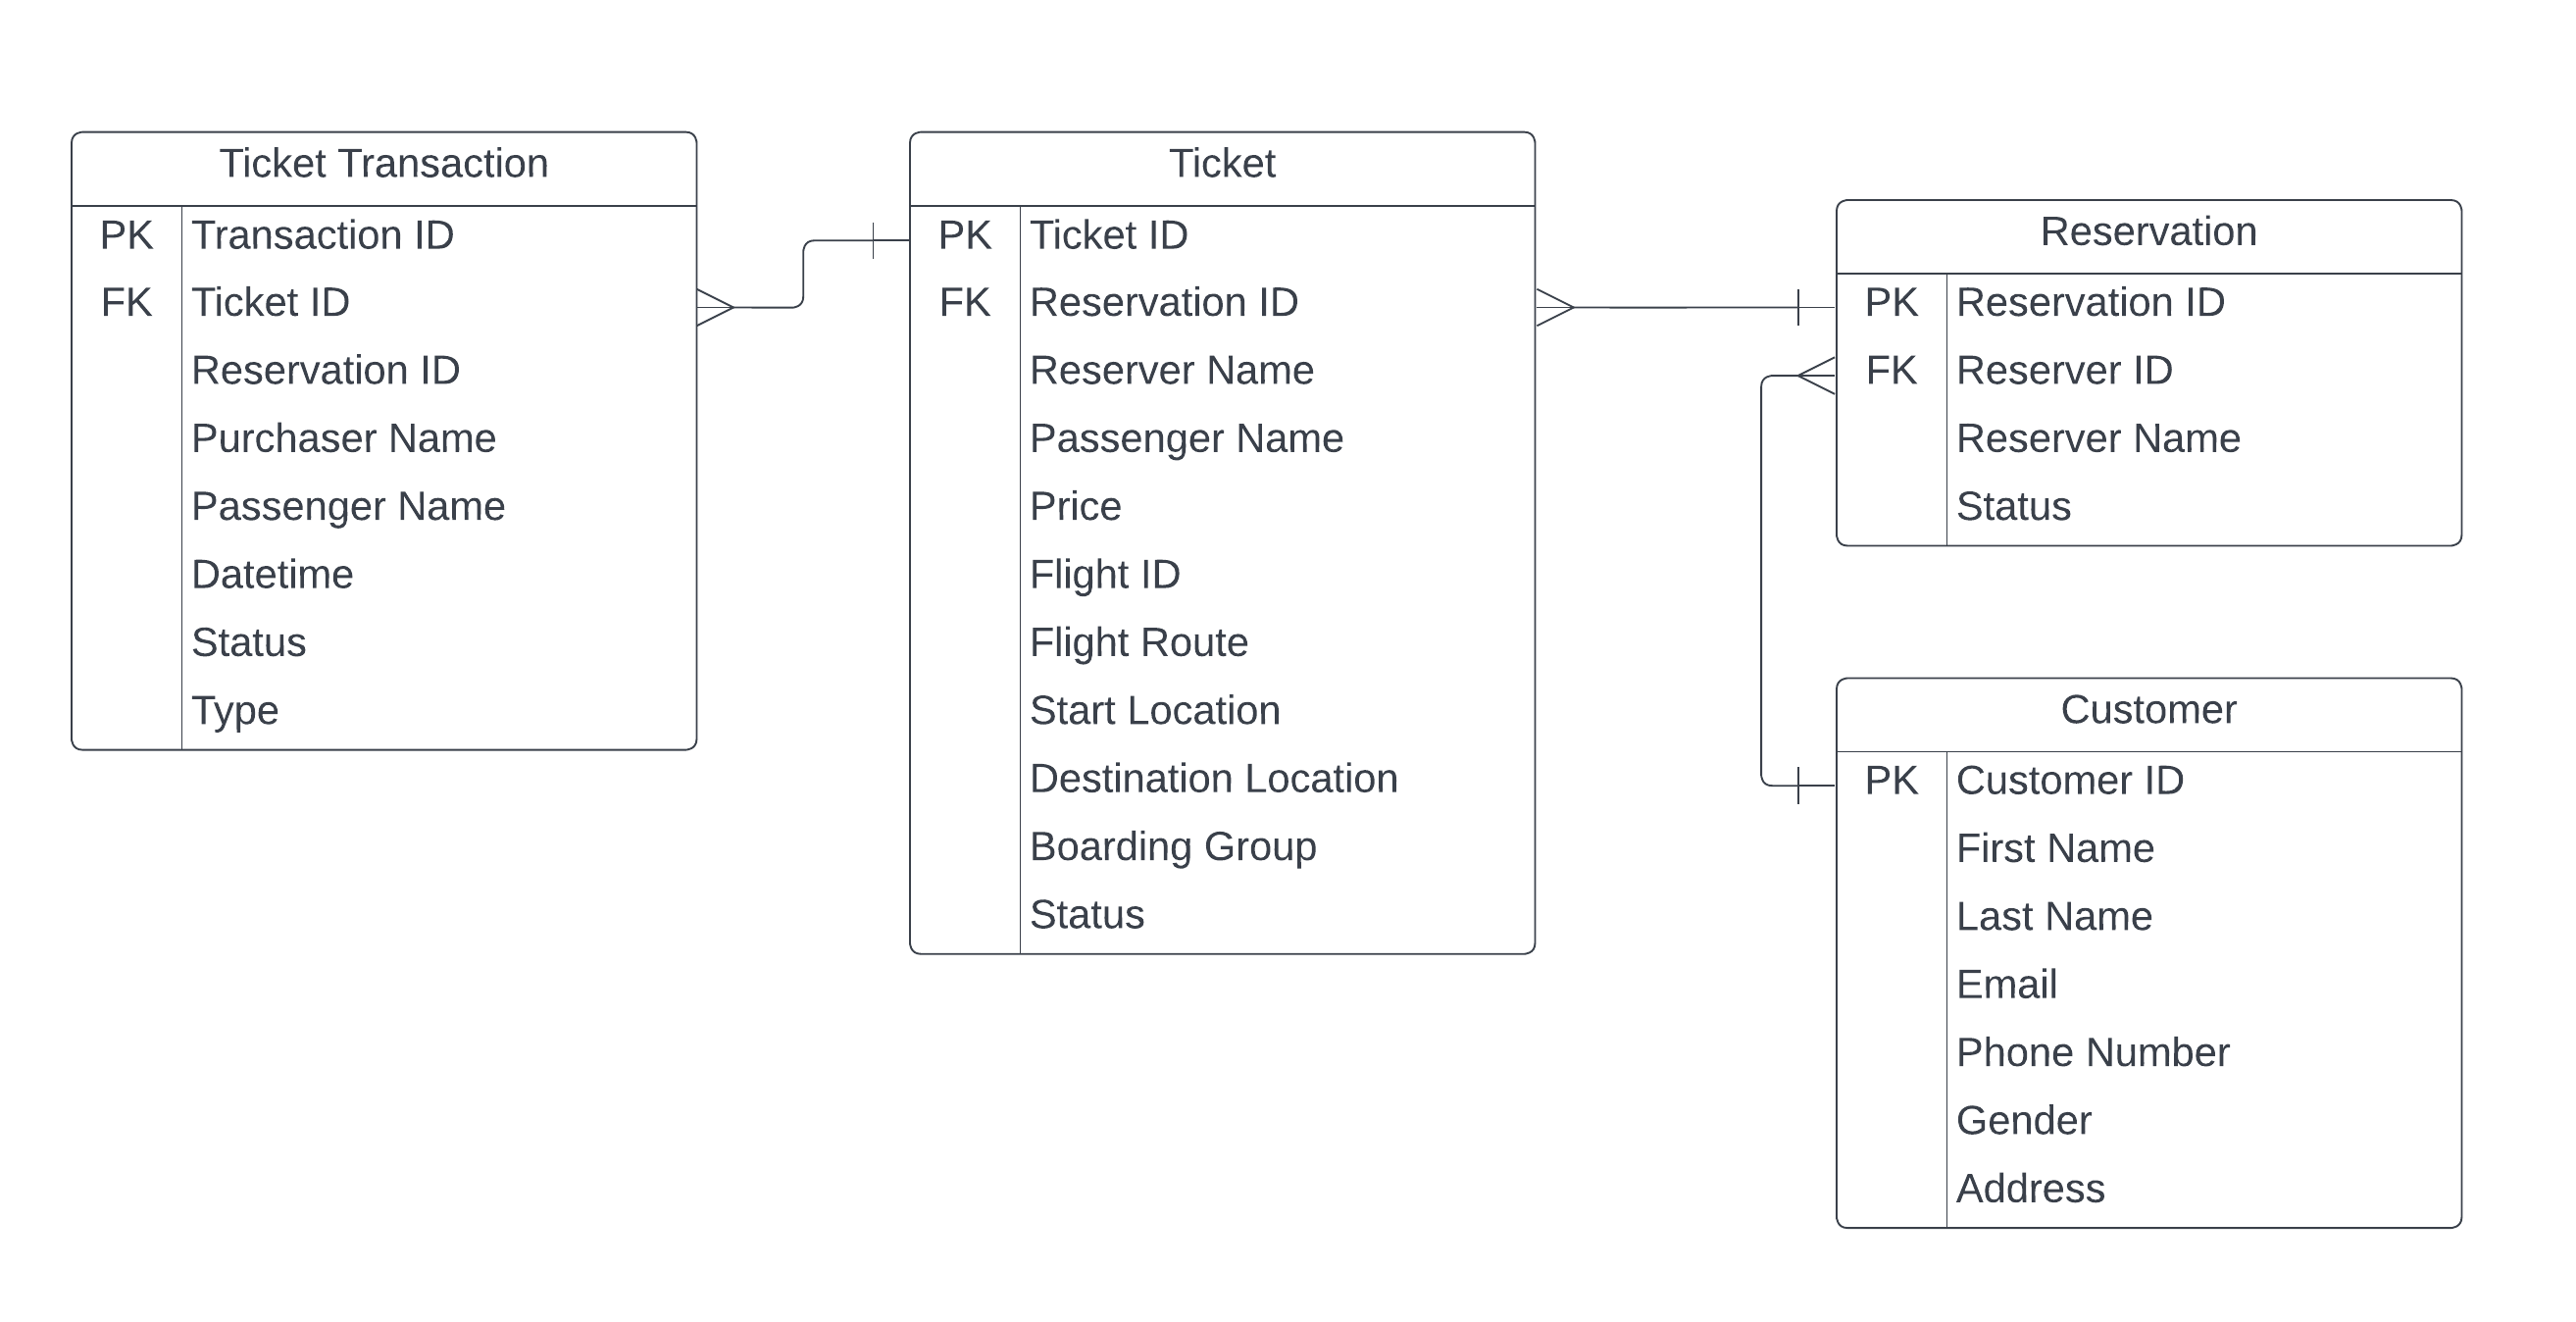 Ticket Transaction
PK Transaction ID
FK Ticket ID
Reservation ID
Purchaser Name
Passenger Name
Datetime
Status
Type
Ticket
PK Ticket ID
FK Reservation ID
Reserver Name
Passenger Name
Price
Flight ID
Flight Route
Start Location
Destination Location
Boarding Group
Status
Reservation
PK Reservation ID
FK Reserver ID
Reserver Name
Status
Customer
PK Customer ID
First Name
Last Name
Email
Phone Number
Gender
Address